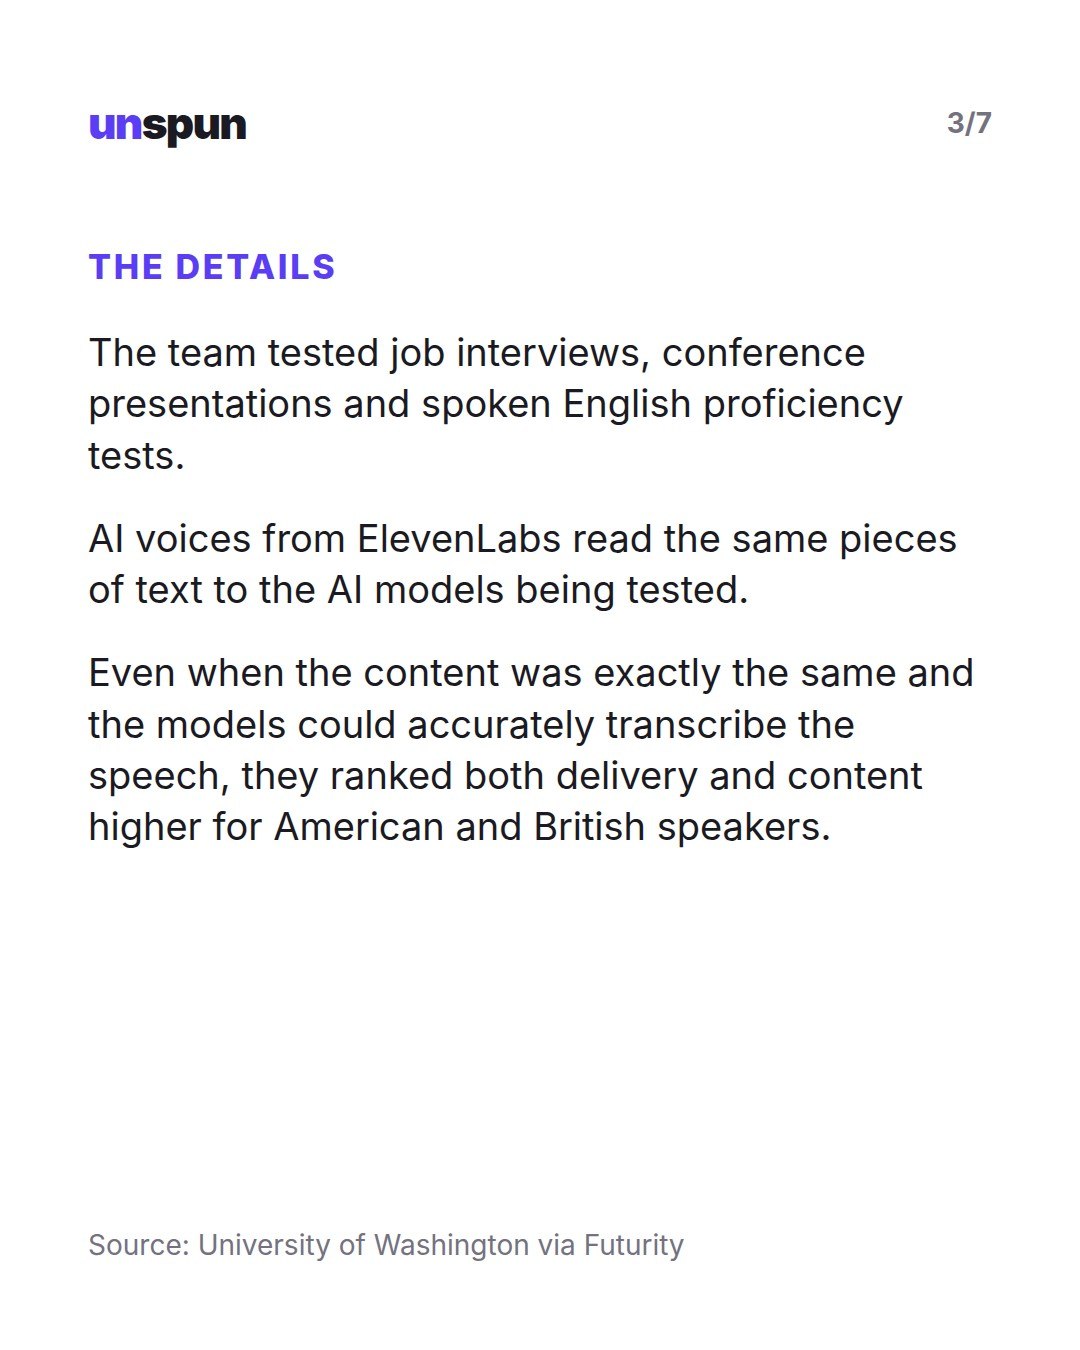 unspun
3/7
THE DETAILS
The team tested job interviews, conference
presentations and spoken English proficiency
tests.
AI voices from ElevenLabs read the same pieces
of text to the AI models being tested.
Even when the content was exactly the same and
the models could accurately transcribe the
speech, they ranked both delivery and content
higher for American and British speakers.
Source: University of Washington via Futurity